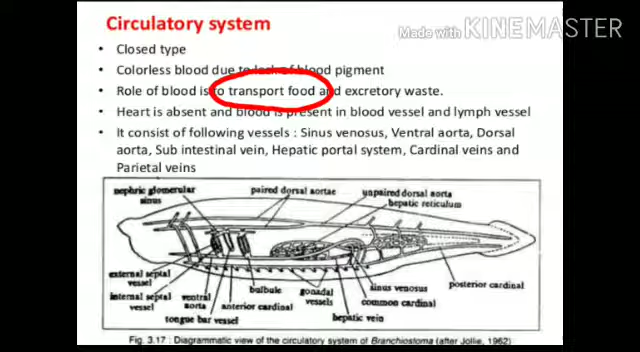 Circulatory system
Made with KINEMASTER
• Closed type
• Colorless blood due to lack of blood pigment
• Role of blood is to transport food and excretory waste.
• Heart is absent and blood is present in blood vessel and lymph vessel
• It consist of following vessels : Sinus venosus, Ventral aorta, Dorsal
aorta, Sub intestinal vein, Hepatic portal system, Cardinal veins and
Parietal veins
nephric glomerular
sinus
paired dorsal aortae
unpaired dorsal aorta
hepatic reticulum
external septal
vessel
internal septal
vessel
ventral
aorta
tongue bar vessel
anterior cardinal
bulbule
gonadal
vessels
hepatic vein
sinus venosus
common cardinal
posterior cardinal
Fig. 3.17 : Diagrammatic view of the circulatory system of Branchiostoma (after Jollie, 1962)